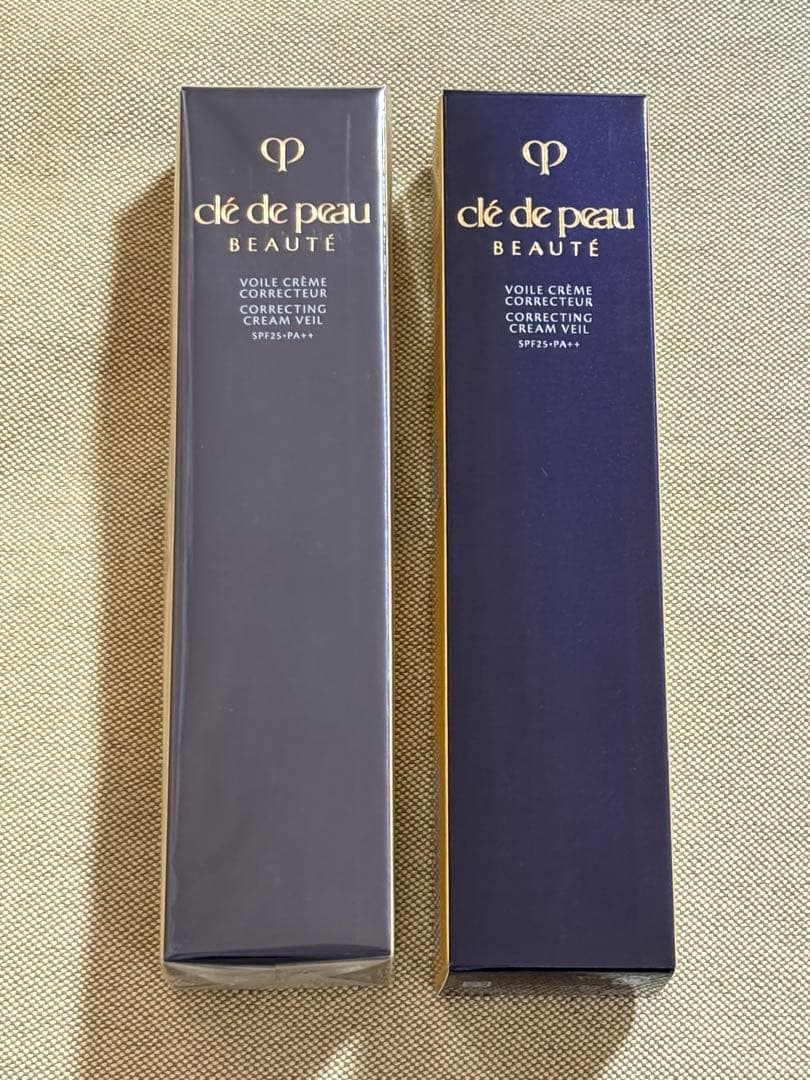 clé de peau
BEAUTÉ
VOILE CRÈME
CORRECTEUR
CORRECTING
CREAM VEIL
SPF25・PA++
clé de peau
BEAUTÉ
VOILE CRÈME
CORRECTEUR
CORRECTING
CREAM VEIL
SPF25・PA++